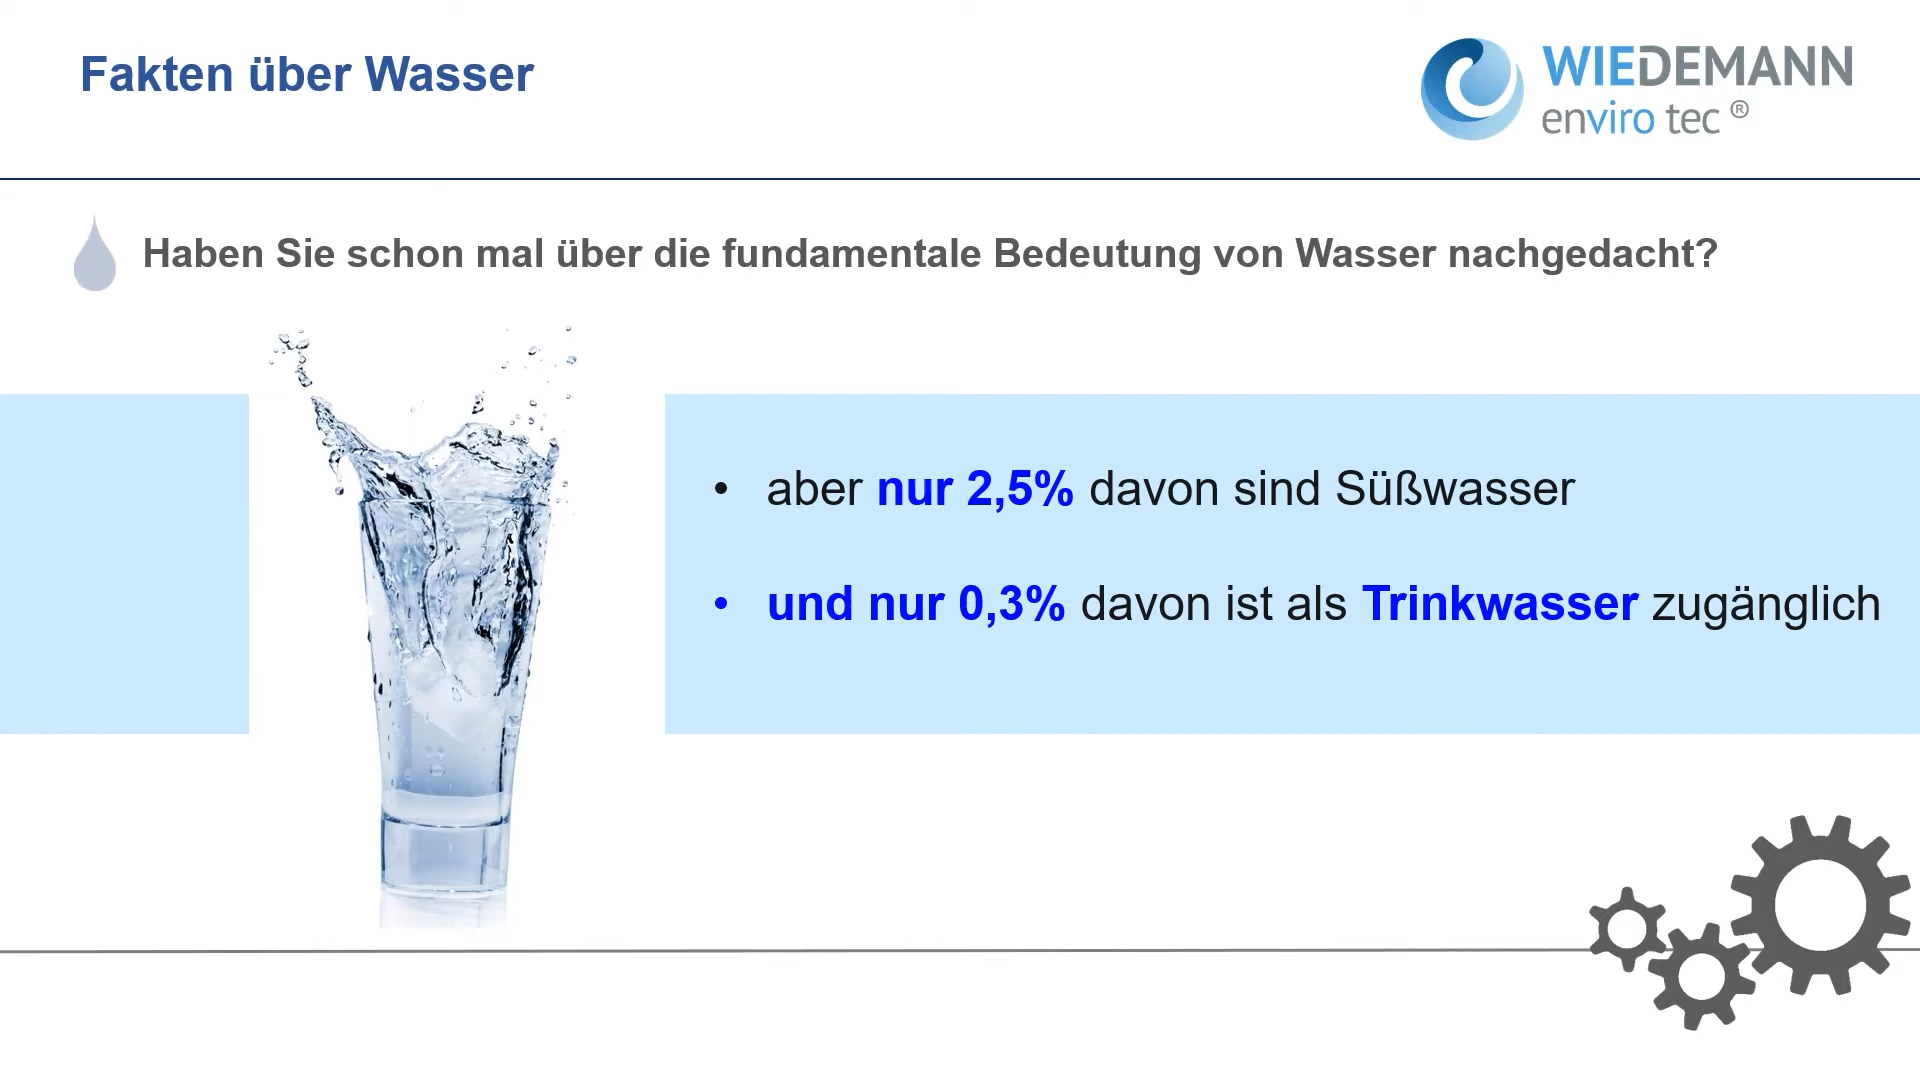 Fakten über Wasser
WIEDEMANN
enviro tec ®
Haben Sie schon mal über die fundamentale Bedeutung von Wasser nachgedacht?
• aber nur 2,5% davon sind Süßwasser
• und nur 0,3% davon ist als Trinkwasser zugänglich